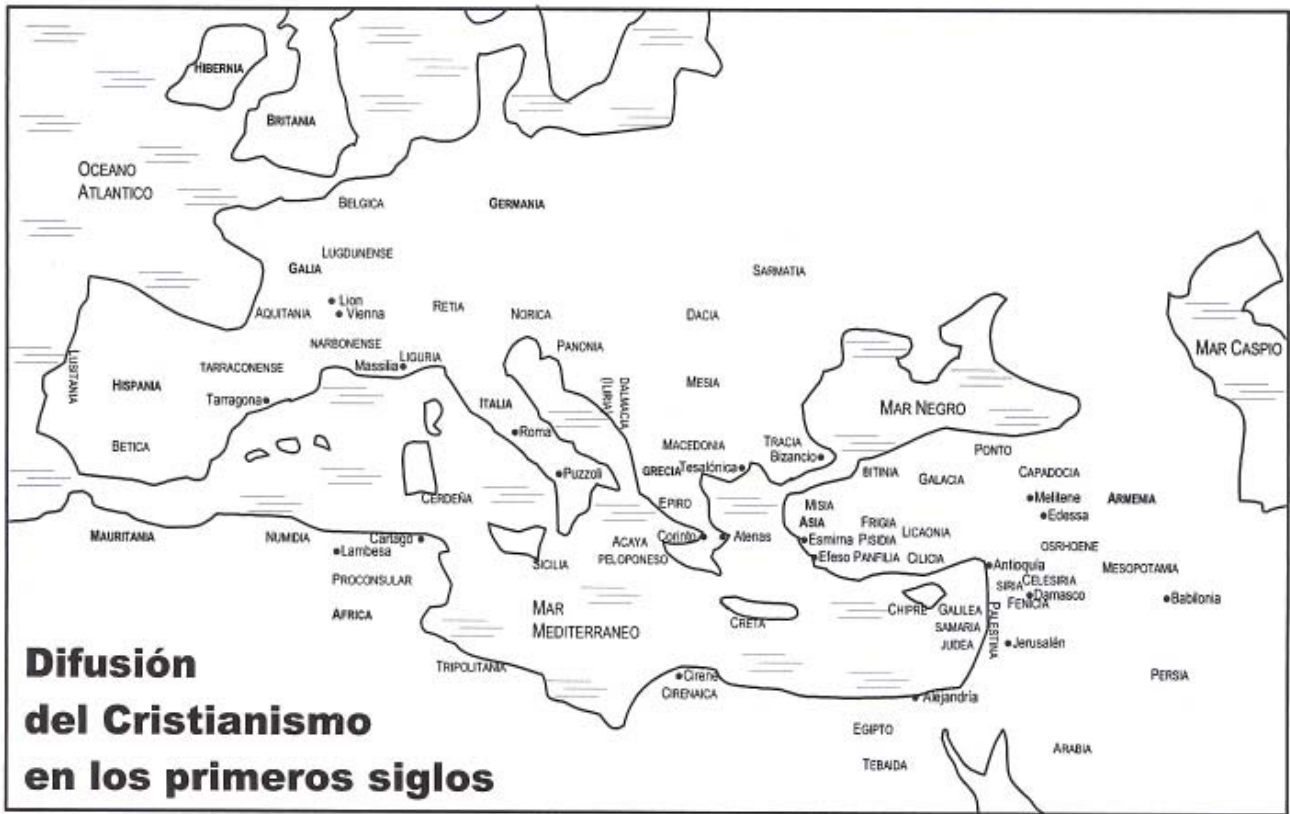 HIBERNIA
BRITANIA
OCEANO
ATLANTICO
BELGICA
GERMANIA
LUGDUNENSE
GALIA
SARMATIA
Lion
AQUITANIA
Vienna
RETIA
NORICA
DACIA
NARBONENSE
PANONIA
LIGURIA
MAR CASPIO
LUSITANIA
TARRACONENSE
Massilia
HISPANIA
MESIA
DALMACIA
(ILIRIA)
Tarragona
ITALIA
MAR NEGRO
Roma
BETICA
MACEDONIA
TRACIA
Bizancio
PONTO
GRECIA
Tesalónica
BITINIA
CAPADOCIA
Puzzoli
GALACIA
CERDEÑA
EPIRO
MISIA
Melitene
ARMENIA
ASIA
FRIGIA
Edessa
MAURITANIA
NUMIDIA
Cartago
ACAYA
Corinto
Atenas
Esmirna
PISIDIA
LICAONIA
OSRHOENE
Lambesa
SICILIA
PELOPONESO
Efeso
PANFILIA
CILICIA
Antioquía
MESOPOTAMIA
PROCONSULAR
SIRIA
CELESIRIA
Damasco
FENICIA
Babilonia
AFRICA
MAR
MEDITERRANEO
CRETA
CHIPRE
GALILEA
SAMARIA
JUDEA
PALESTINA
Jerusalén
TRIPOLITANIA
Cirene
CIRENAICA
PERSIA
Alejandría
EGIPTO
TEBAIDA
ARABIA
Difusión
del Cristianismo
en los primeros siglos